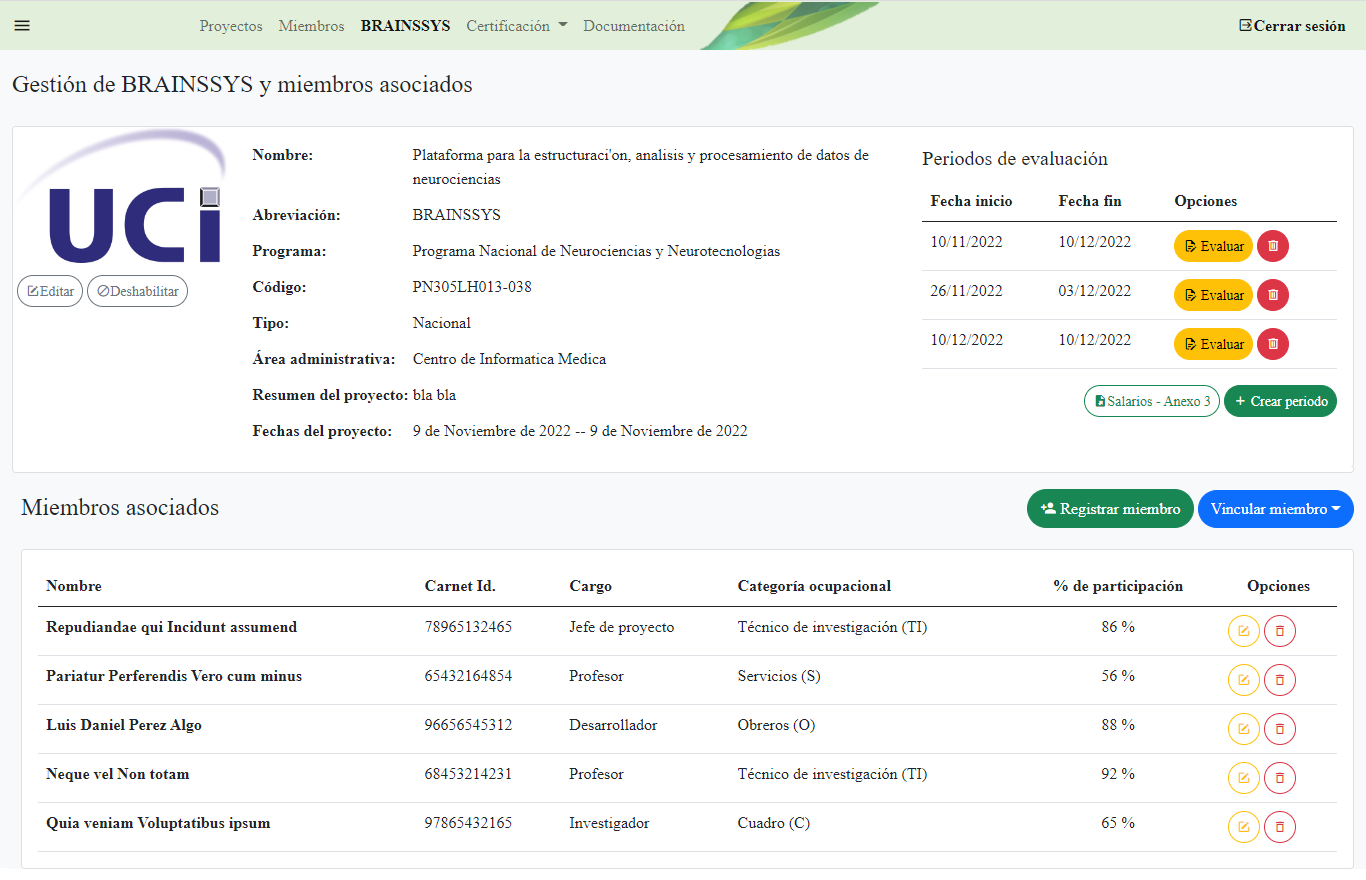 Proyectos Miembros BRAINSSYS Certificación Documentación Cerrar sesión
Gestión de BRAINSSYS y miembros asociados
UCi
Editar Deshabilitar
Nombre: Plataforma para la estructuraci'on, analisis y procesamiento de datos de
neurociencias
Abreviación: BRAINSSYS
Programa: Programa Nacional de Neurociencias y Neurotecnologias
Código: PN305LH013-038
Tipo: Nacional
Área administrativa: Centro de Informatica Medica
Resumen del proyecto: bla bla
Fechas del proyecto: 9 de Noviembre de 2022 -- 9 de Noviembre de 2022
Periodos de evaluación
Fecha inicio Fecha fin Opciones
10/11/2022 10/12/2022 Evaluar
26/11/2022 03/12/2022 Evaluar
10/12/2022 10/12/2022 Evaluar
Salarios - Anexo 3 + Crear periodo
Miembros asociados Registrar miembro Vincular miembro
Nombre Carnet Id. Cargo Categoría ocupacional % de participación Opciones
Repudiandae qui Incidunt assumend 78965132465 Jefe de proyecto Técnico de investigación (TI) 86 %
Pariatur Perferendis Vero cum minus 65432164854 Profesor Servicios (S) 56 %
Luis Daniel Perez Algo 96656545312 Desarrollador Obreros (O) 88 %
Neque vel Non totam 68453214231 Profesor Técnico de investigación (TI) 92 %
Quia veniam Voluptatibus ipsum 97865432165 Investigador Cuadro (C) 65 %